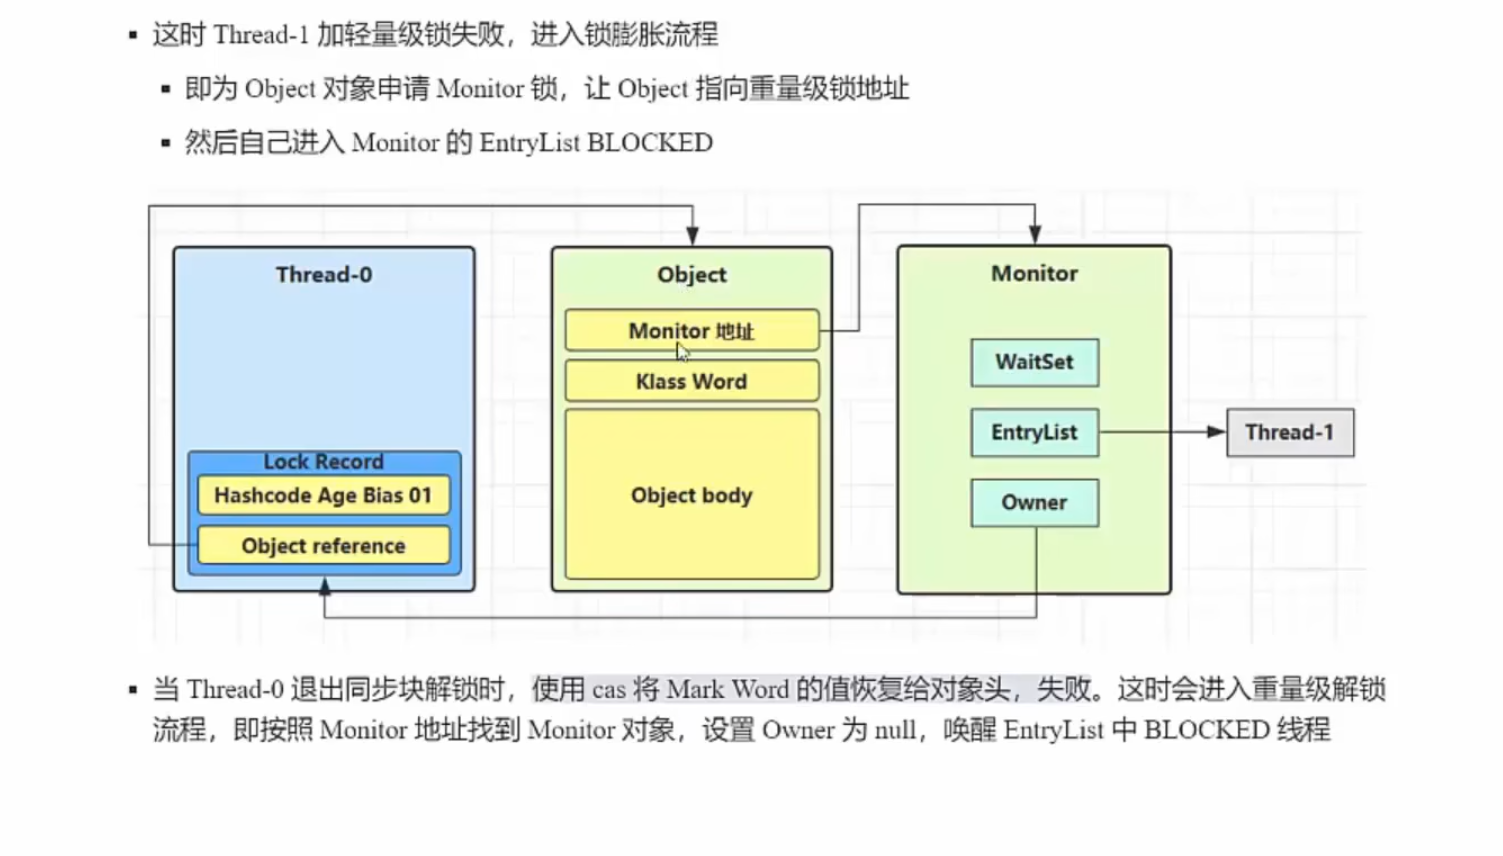 这时 Thread-1 加轻量级锁失败，进入锁膨胀流程
即为 Object 对象申请 Monitor 锁，让 Object 指向重量级锁地址
然后自己进入 Monitor 的 EntryList BLOCKED
Thread-0
Lock Record
Hashcode Age Bias 01
Object reference
Object
Monitor 地址
Klass Word
Object body
Monitor
WaitSet
EntryList
Owner
Thread-1
当 Thread-0 退出同步块解锁时，使用 cas 将 Mark Word 的值恢复给对象头，失败。这时会进入重量级解锁
流程，即按照 Monitor 地址找到 Monitor 对象，设置 Owner 为 null，唤醒 EntryList 中 BLOCKED 线程